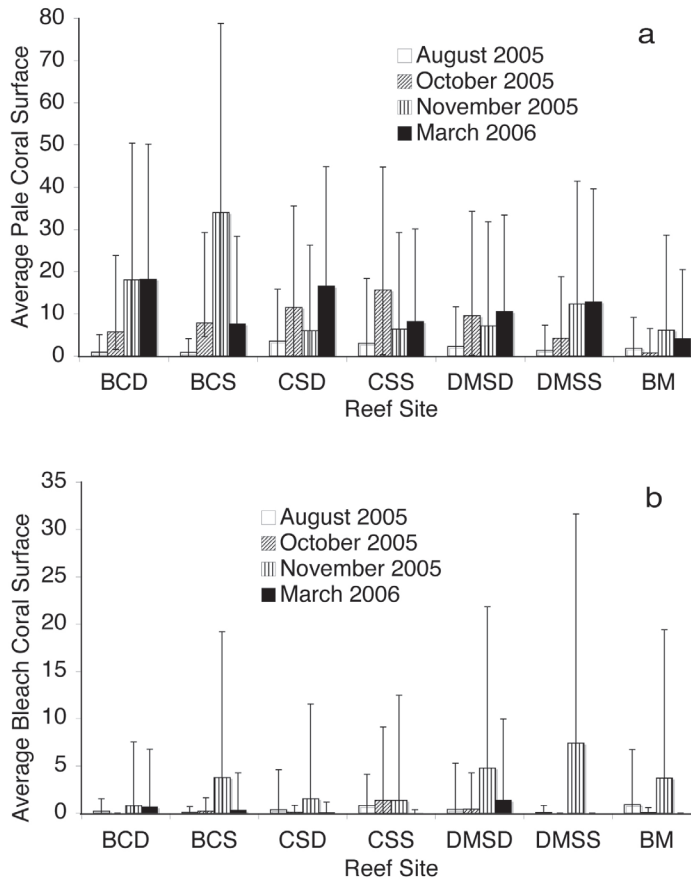 a
80
70
60
50
40
30
20
10
0
Average Pale Coral Surface
August 2005
October 2005
November 2005
March 2006
BCD BCS CSD CSS DMSD DMSS BM
Reef Site
b
35
30
25
20
15
10
5
0
Average Bleach Coral Surface
August 2005
October 2005
November 2005
March 2006
BCD BCS CSD CSS DMSD DMSS BM
Reef Site